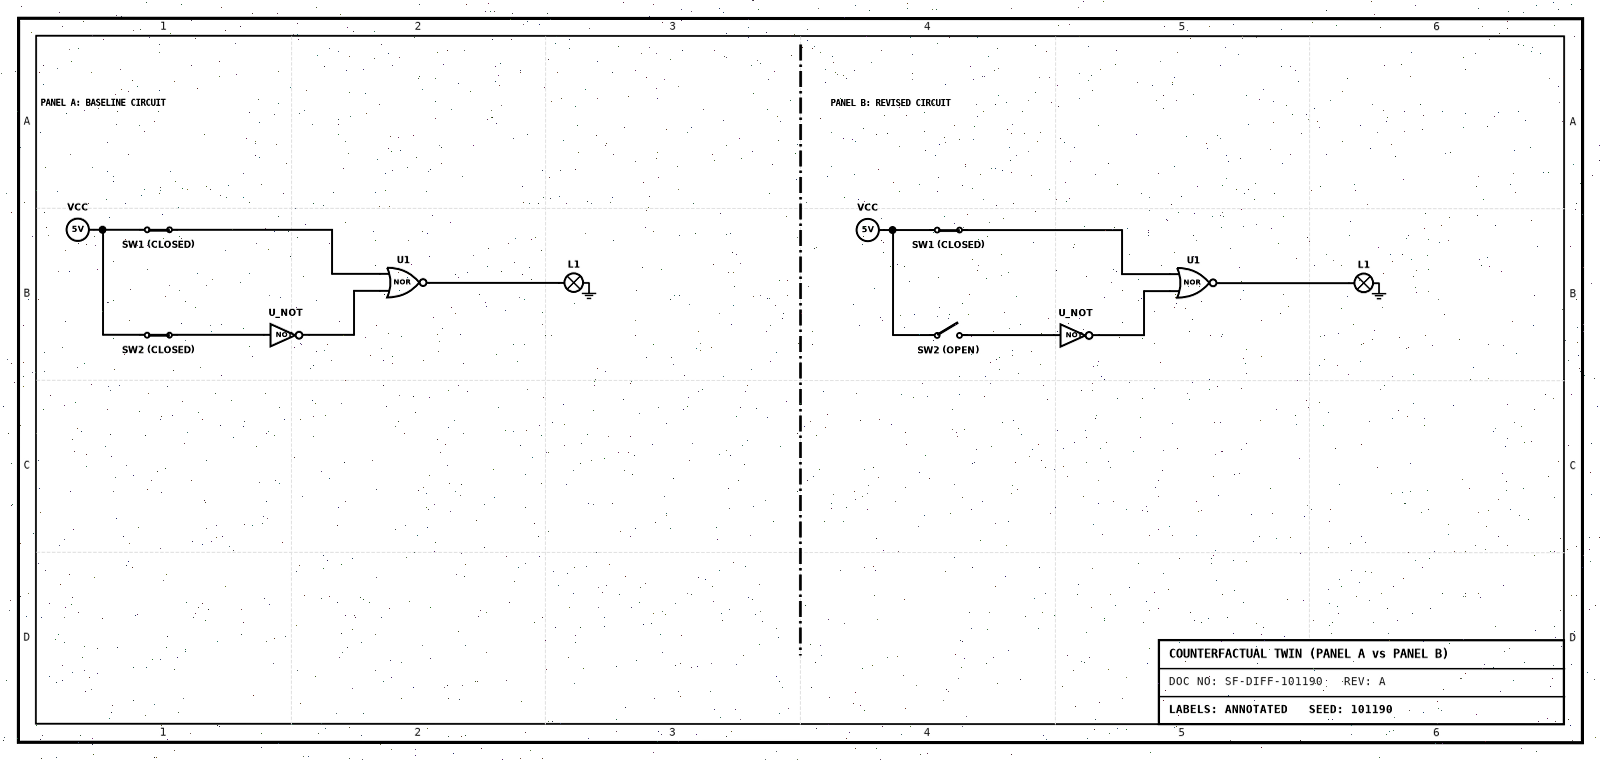 1 2 3 4 5 6
PANEL A: BASELINE CIRCUIT
PANEL B: REVISED CIRCUIT
A A
VCC
5V
SW1 (CLOSED)
U1
NOR
L1
U_NOT
NOT
SW2 (CLOSED)
VCC
5V
SW1 (CLOSED)
U1
NOR
L1
U_NOT
NOT
SW2 (OPEN)
B B
C C
D D
COUNTERFACTUAL TWIN (PANEL A vs PANEL B)
DOC NO: SF-DIFF-101190 REV: A
LABELS: ANNOTATED SEED: 101190
1 2 3 4 5 6